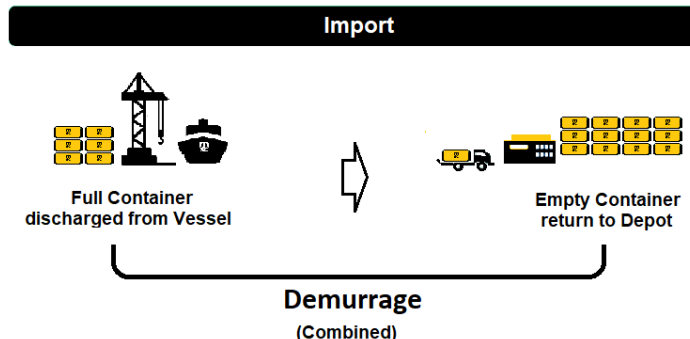 Import
Full Container
discharged from Vessel
Empty Container
return to Depot
Demurrage
(Combined)